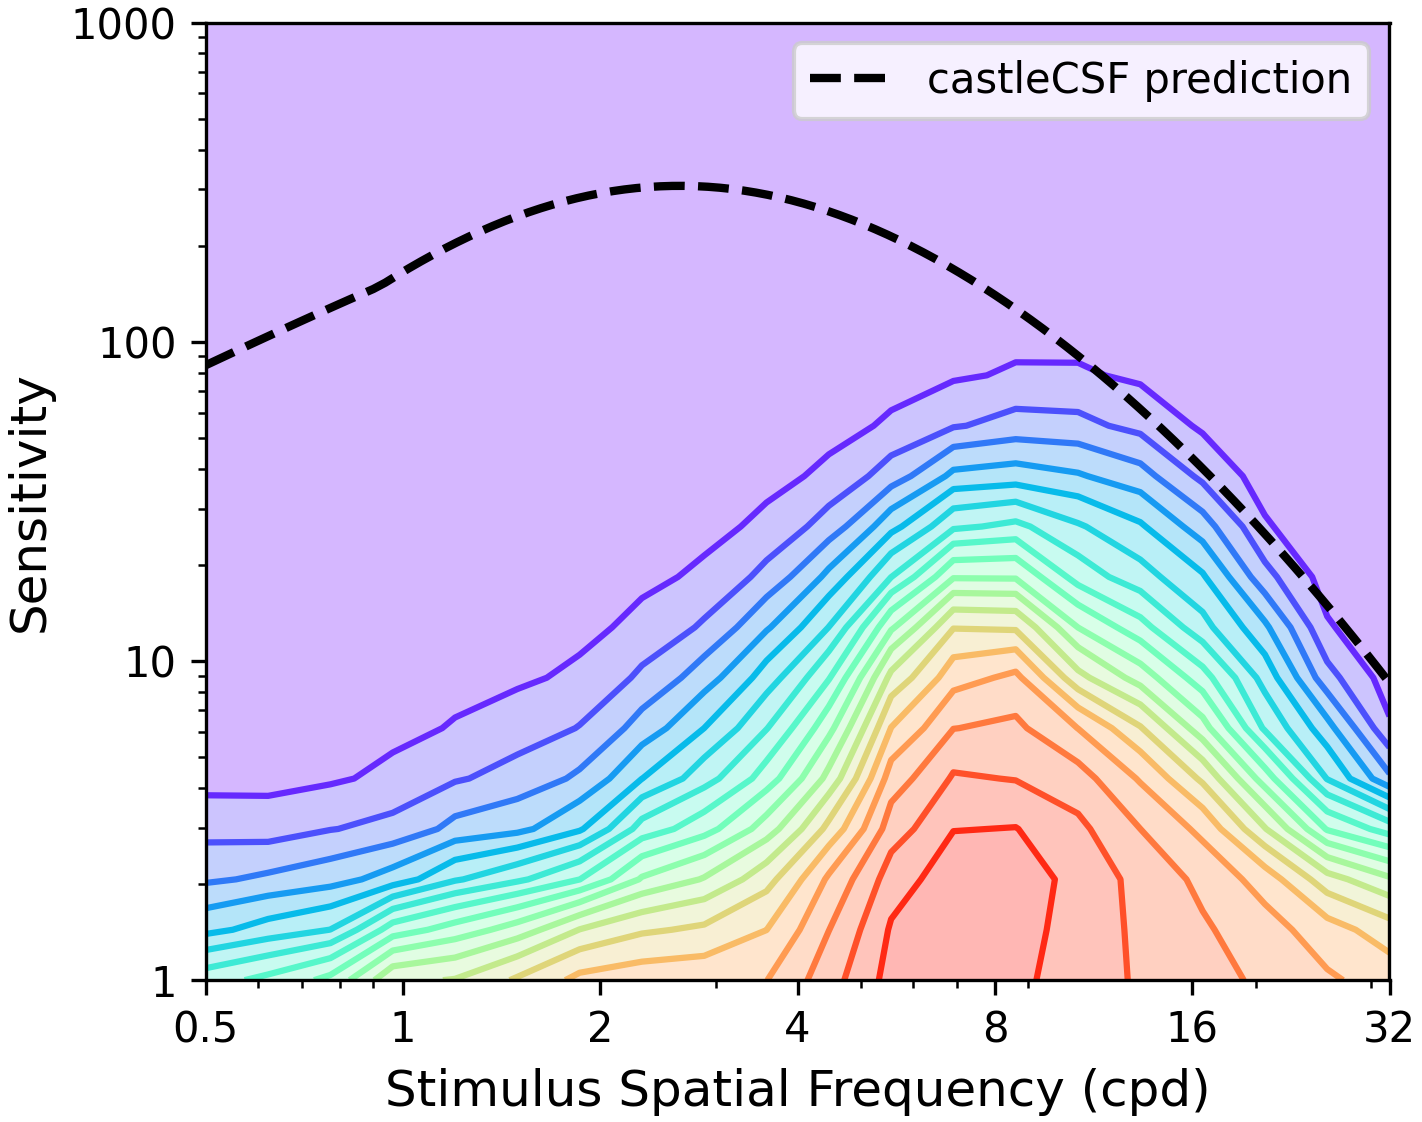 1000
castleCSF prediction
100
Sensitivity
10
1
0.5 1 2 4 8 16 32
Stimulus Spatial Frequency (cpd)